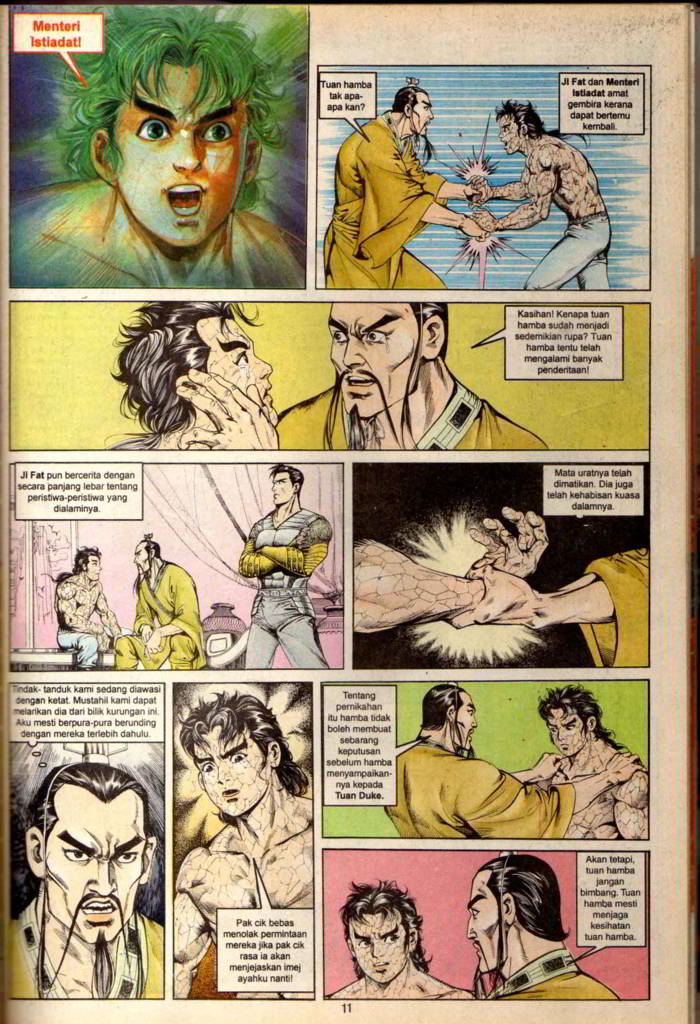 Menteri
Istiadat!
Tuan hamba
tak apa-
apa kan?
Ji Fat dan Menteri
Istiadat amat
gembira kerana
dapat bertemu
kembali.
Kasihan! Kenapa tuan
hamba sudah menjadi
sedemikian rupa? Tuan
hamba tentu telah
mengalami banyak
penderitaan!
Ji Fat pun bercerita dengan
secara panjang lebar tentang
peristiwa-peristiwa yang
dialaminya.
Mata uratnya telah
dimatikan. Dia juga
telah kehabisan kuasa
dalamnya.
Tindak- tanduk kami sedang diawasi
dengan ketat. Mustahil kami dapat
melarikan dia dari bilik kurungan ini.
Aku mesti berpura-pura berunding
dengan mereka terlebih dahulu.
Pak cik bebas
menolak permintaan
mereka jika pak cik
rasa ia akan
menjejaskan imej
ayahku nanti!
Tentang
pernikahan
itu hamba tidak
boleh membuat
sebarang
keputusan
sebelum hamba
menyampaikan-
nya kepada
Tuan Duke.
Akan tetapi,
tuan hamba
jangan
bimbang. Tuan
hamba mesti
menjaga
kesihatan
tuan hamba.
11